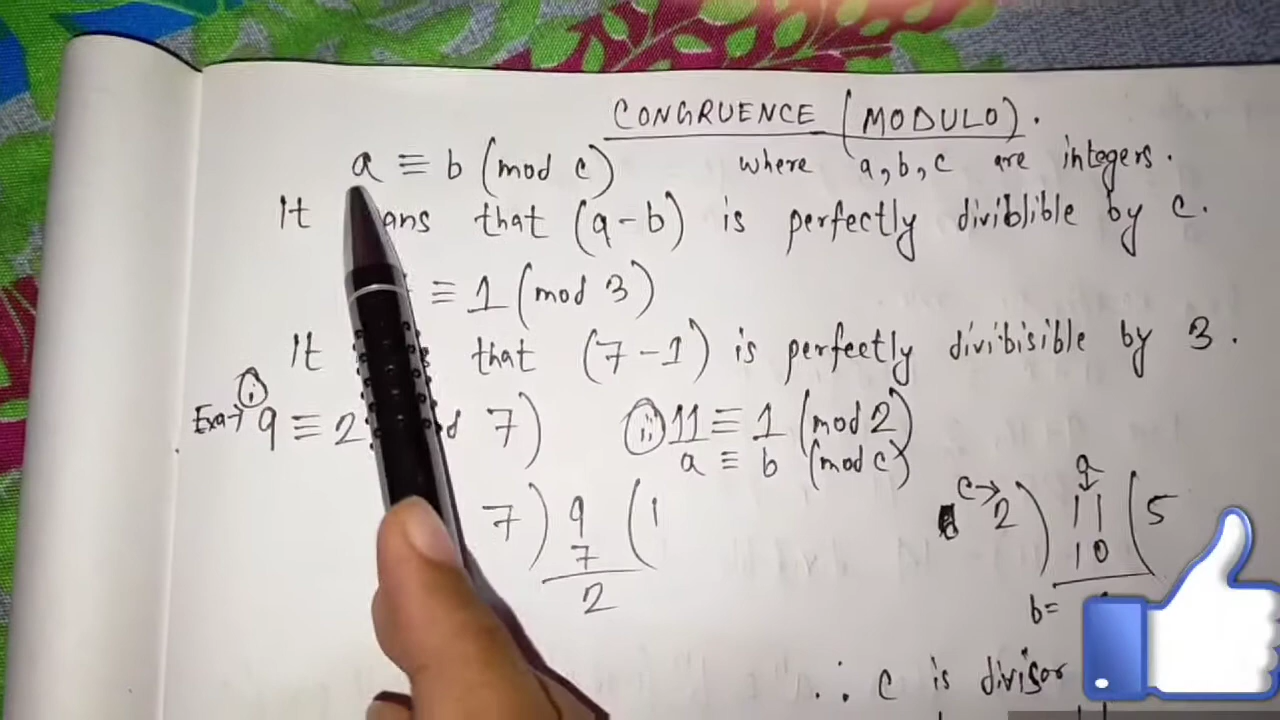 CONGRUENCE (MODULO).
a ≡ b (mod c) where a, b, c are integers.
It ans that (a-b) is perfectly diviblible by c.
≡ 1 (mod 3)
It that (7-1) is perfectly divibisible by 3.
Exa→ (i) 9 ≡ 2 d 7) (ii) 11 ≡ 1 (mod 2)
a ≡ b (mod c)
7) 9 (1
7
2
a
c→ 2) 11 (5
10
b=
∴ c is divisor